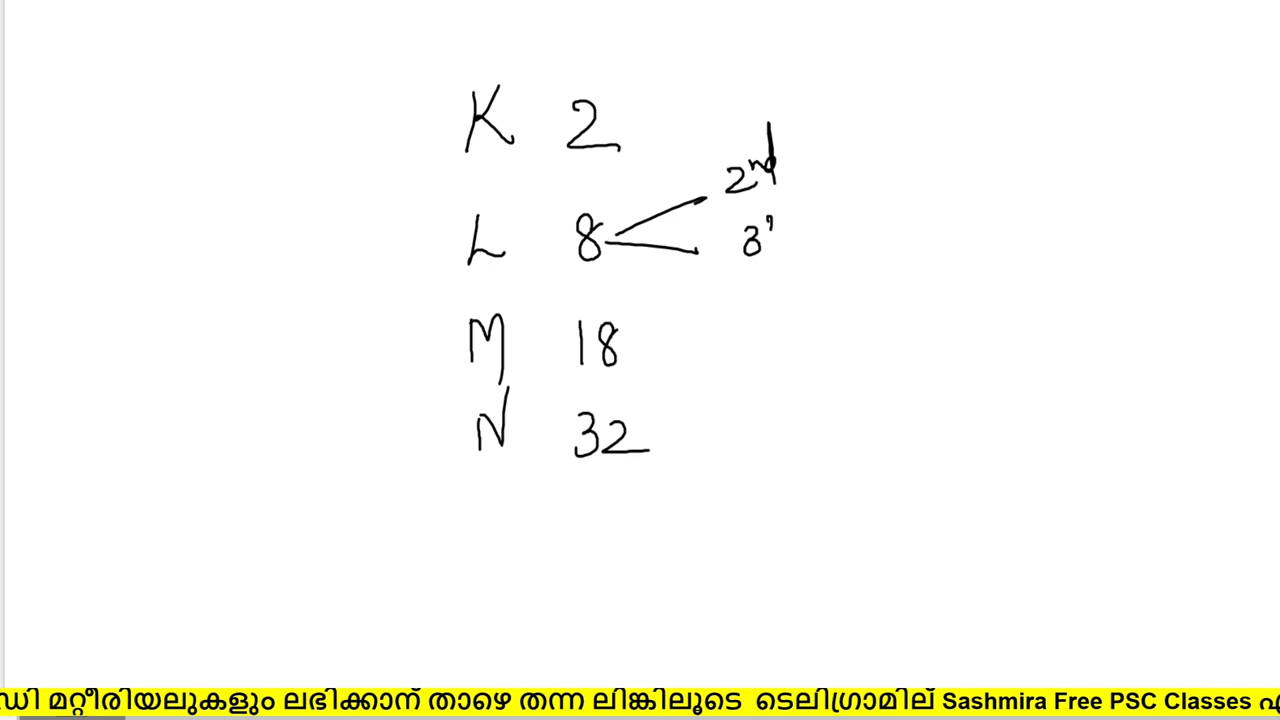 K 2
2nd
L 8
3
M 18
N 32
ഡി മറ്റീരിയലുകളും ലഭിക്കാന് താഴെ തന്ന ലിങ്കിലൂടെ ടെലിഗ്രാമില് Sashmira Free PSC Classes എ